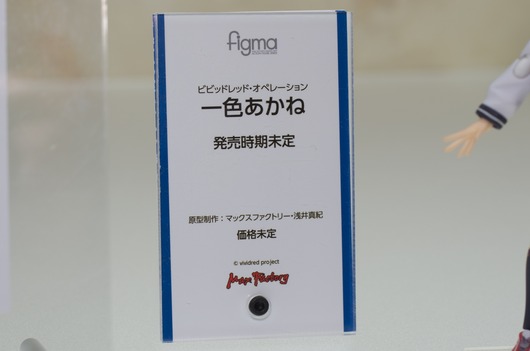 figma
ビビッドレッド・オペレーション
一色あかね
発売時期未定
原型制作：マックスファクトリー・浅井真紀
価格未定
© vividred project
Max Factory